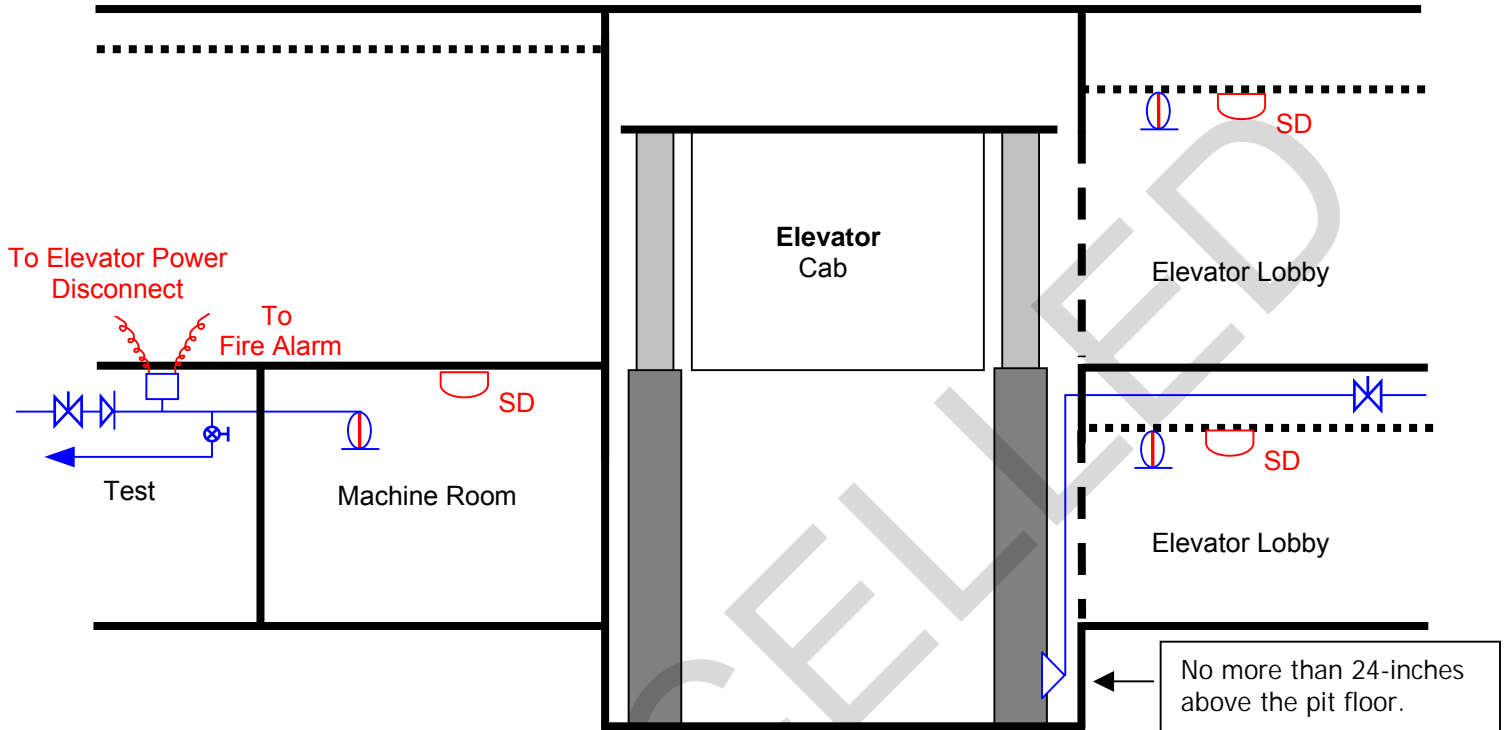 SD
To Elevator Power
Disconnect
To
Fire Alarm
Elevator
Cab
Elevator Lobby
SD
SD
Test
Machine Room
Elevator Lobby
No more than 24-inches
above the pit floor.
CELLED